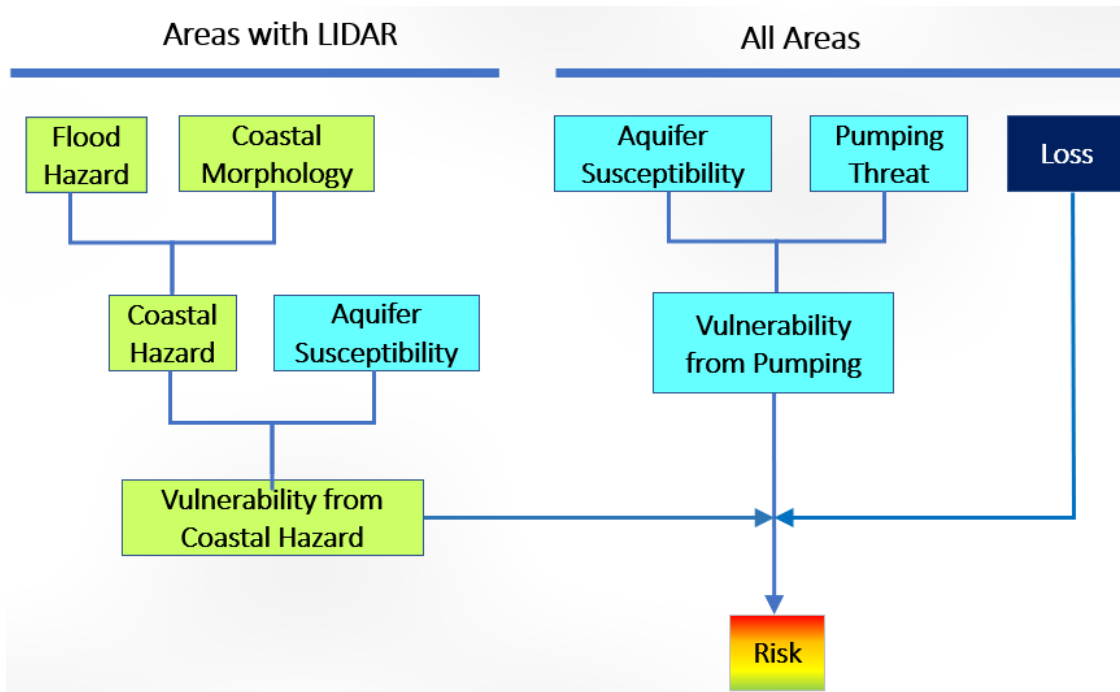 Areas with LIDAR
All Areas
Flood
Hazard
Coastal
Morphology
Aquifer
Susceptibility
Pumping
Threat
Loss
Coastal
Hazard
Aquifer
Susceptibility
Vulnerability
from Pumping
Vulnerability from
Coastal Hazard
Risk